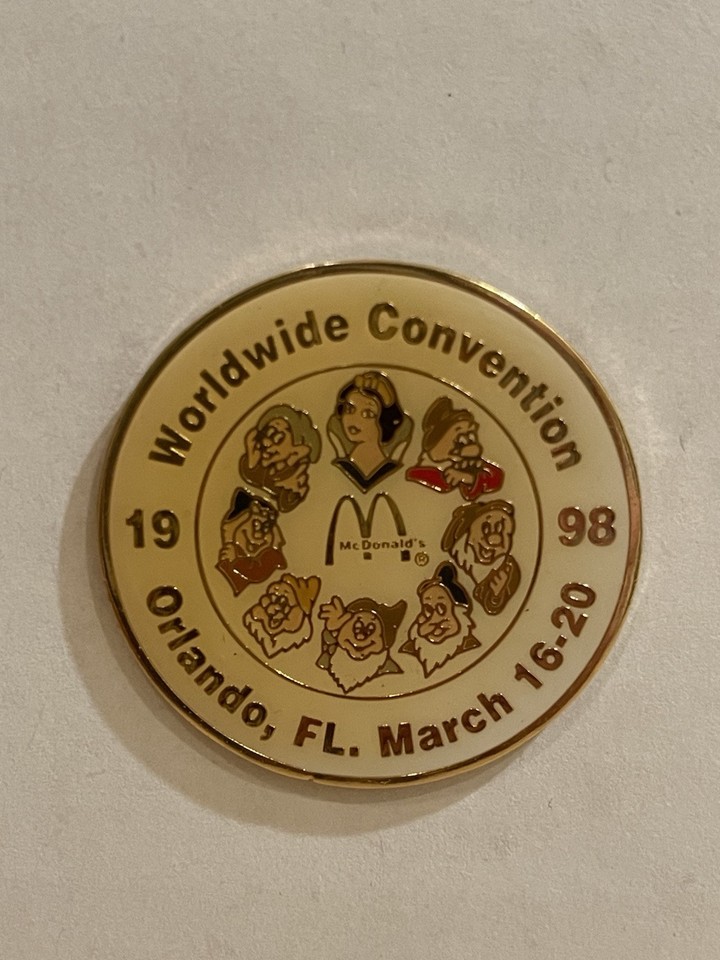 Worldwide Convention
19 98
McDonald's ®
Orlando, FL. March 16-20